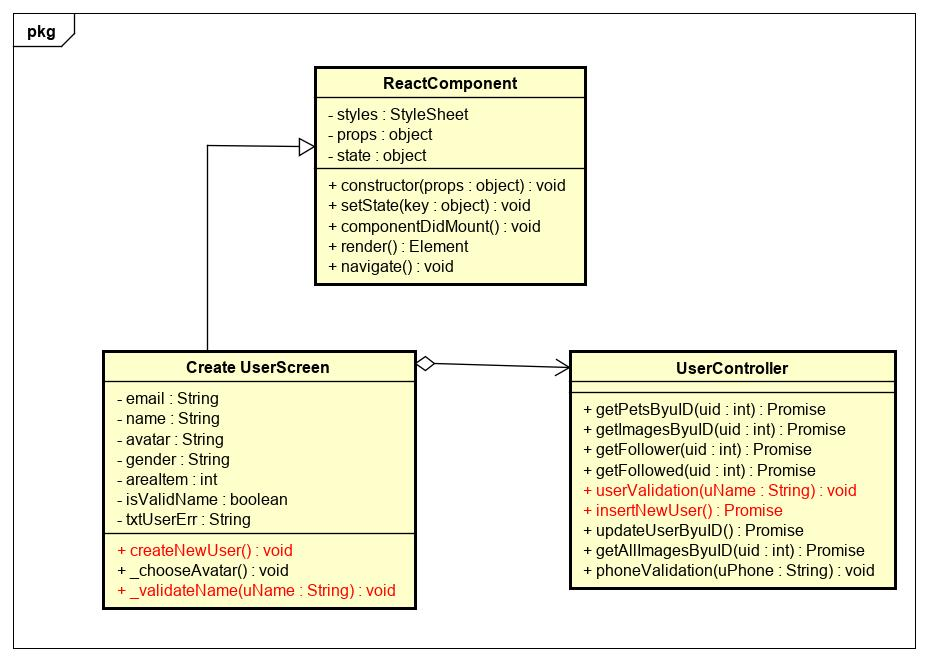 pkg
ReactComponent
- styles : StyleSheet
- props : object
- state : object
+ constructor(props : object) : void
+ setState(key : object) : void
+ componentDidMount() : void
+ render() : Element
+ navigate() : void
Create UserScreen
- email : String
- name : String
- avatar : String
- gender : String
- areaItem : int
- isValidName : boolean
- txtUserErr : String
+ createNewUser() : void
+ _chooseAvatar() : void
+ _validateName(uName : String) : void
UserController
+ getPetsByuID(uid : int) : Promise
+ getImagesByuID(uid : int) : Promise
+ getFollower(uid : int) : Promise
+ getFollowed(uid : int) : Promise
+ userValidation(uName : String) : void
+ insertNewUser() : Promise
+ updateUserByuID() : Promise
+ getAllImagesByuID(uid : int) : Promise
+ phoneValidation(uPhone : String) : void